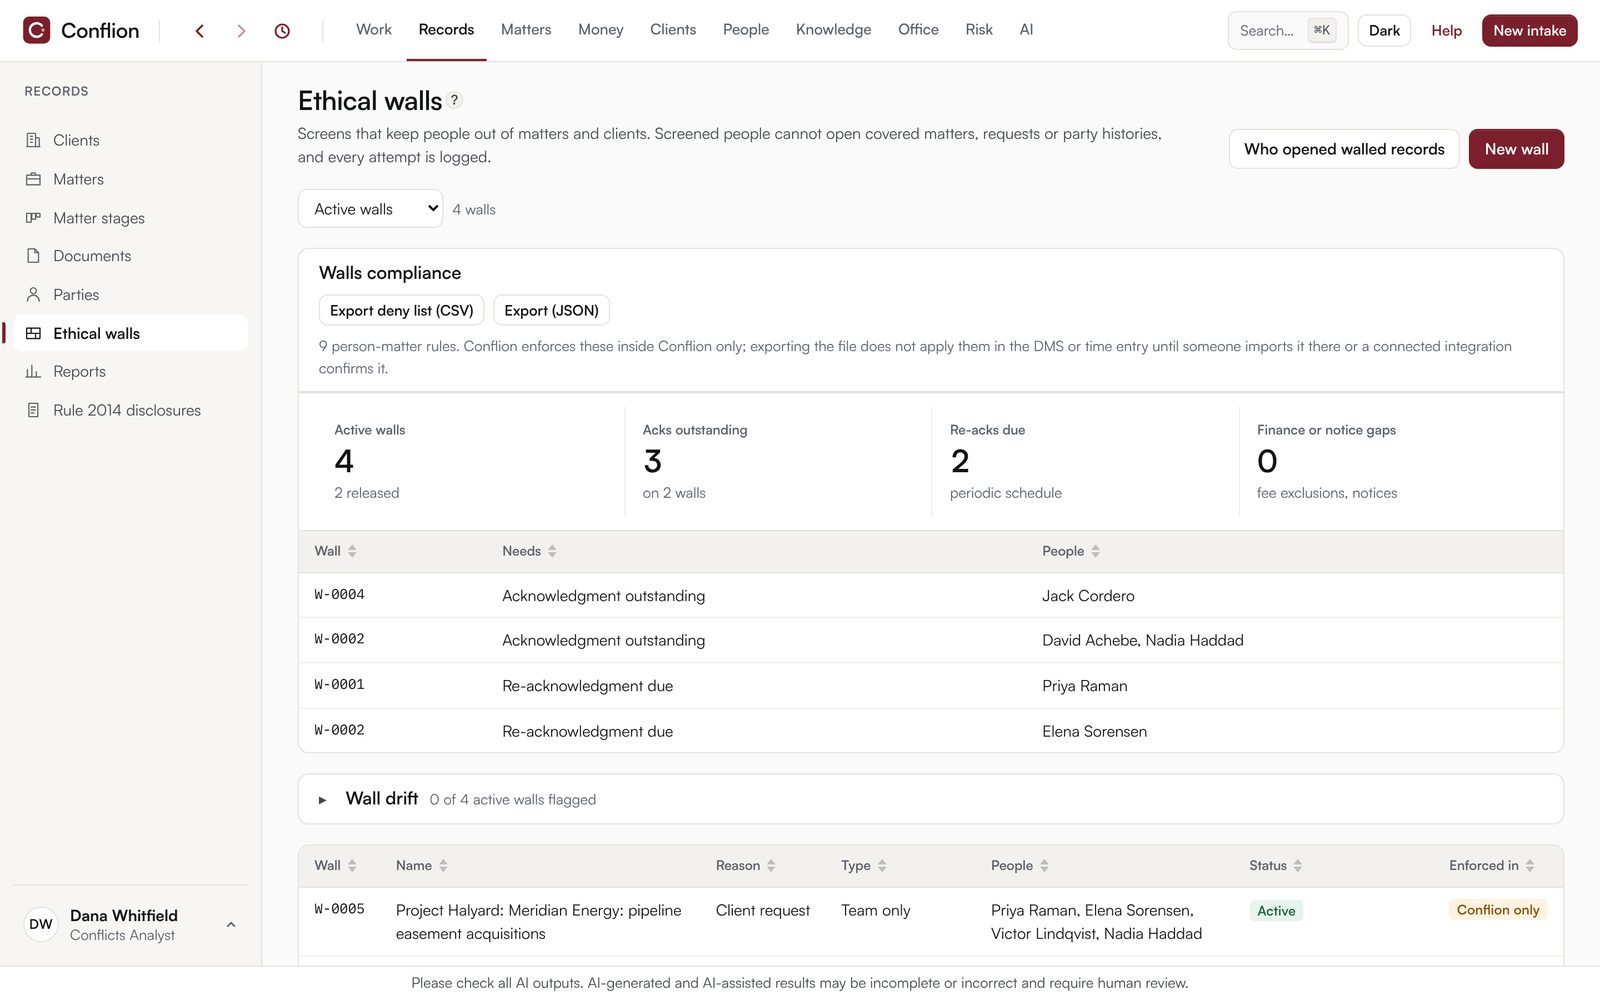 Conflion
Work
Records
Matters
Money
Clients
People
Knowledge
Office
Risk
AI
Search...
⌘K
Dark
Help
New intake
RECORDS
Clients
Matters
Matter stages
Documents
Parties
Ethical walls
Reports
Rule 2014 disclosures
DW
Dana Whitfield
Conflicts Analyst
Ethical walls ?
Screens that keep people out of matters and clients. Screened people cannot open covered matters, requests or party histories,
and every attempt is logged.
Who opened walled records
New wall
Active walls
4 walls
Walls compliance
Export deny list (CSV)
Export (JSON)
9 person-matter rules. Conflion enforces these inside Conflion only; exporting the file does not apply them in the DMS or time entry until someone imports it there or a connected integration
confirms it.
Active walls
4
2 released
Acks outstanding
3
on 2 walls
Re-acks due
2
periodic schedule
Finance or notice gaps
0
fee exclusions, notices
Wall Needs People
W-0004 Acknowledgment outstanding Jack Cordero
W-0002 Acknowledgment outstanding David Achebe, Nadia Haddad
W-0001 Re-acknowledgment due Priya Raman
W-0002 Re-acknowledgment due Elena Sorensen
Wall drift 0 of 4 active walls flagged
Wall Name Reason Type People Status Enforced in
W-0005 Project Halyard: Meridian Energy: pipeline Client request Team only Priya Raman, Elena Sorensen, Active Conflion only
easement acquisitions Victor Lindqvist, Nadia Haddad
Please check all AI outputs. AI-generated and AI-assisted results may be incomplete or incorrect and require human review.